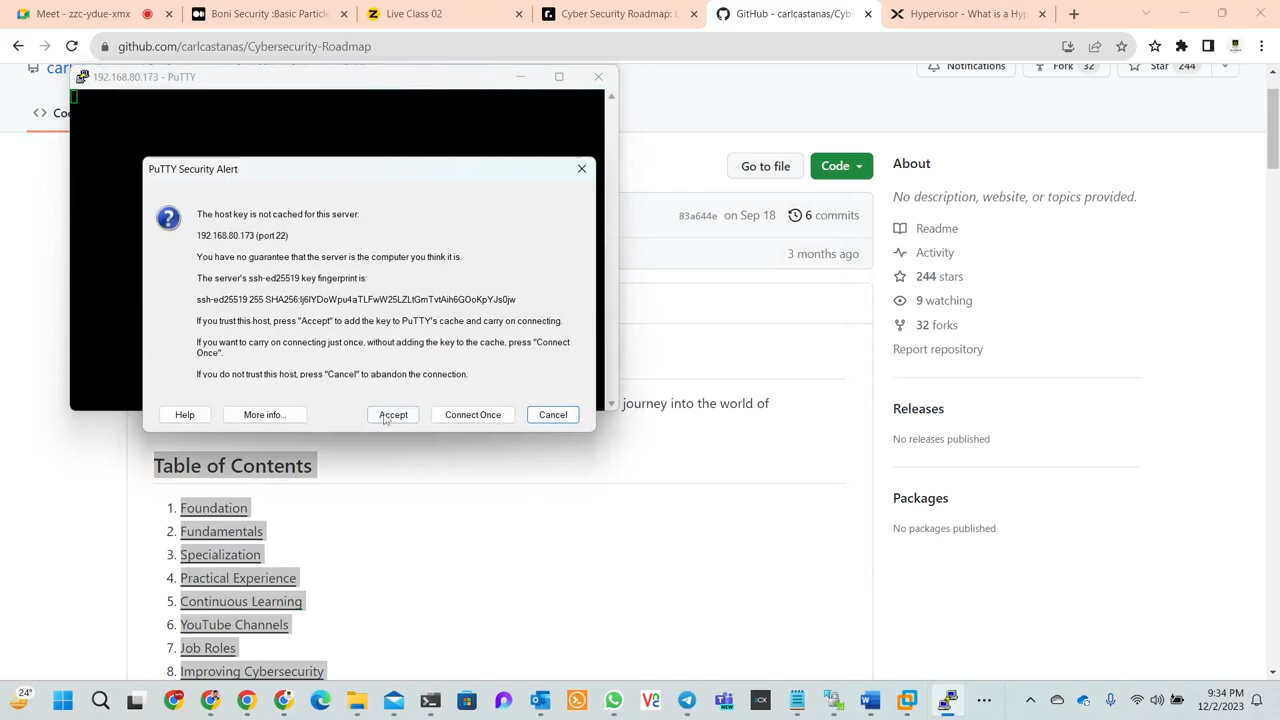 Meet - zzc-ydue-xmx
Boni Security :Basic Particle
Live Class 02
Cyber Security Roadmap: L
GitHub - carlcastanas/Cyb
Hypervisor - What is a Hyp
github.com/carlcastanas/Cybersecurity-Roadmap
Notifications
Fork 32
Star 244
192.168.80.173 - PuTTY
PuTTY Security Alert
The host key is not cached for this server:
192.168.80.173 (port 22)
You have no guarantee that the server is the computer you think it is.
The server's ssh-ed25519 key fingerprint is:
If you trust this host, press "Accept" to add the key to PuTTY's cache and carry on connecting.
If you want to carry on connecting just once, without adding the key to the cache, press "Connect
Once".
If you do not trust this host, press "Cancel" to abandon the connection.
Help
More info...
Accept
Connect Once
Cancel
Go to file
Code
83a644e on Sep 18
6 commits
3 months ago
journey into the world of
Table of Contents
1. Foundation
2. Fundamentals
3. Specialization
4. Practical Experience
5. Continuous Learning
6. YouTube Channels
7. Job Roles
8. Improving Cybersecurity
About
No description, website, or topics provided.
Readme
Activity
244 stars
9 watching
32 forks
Report repository
Releases
No releases published
Packages
No packages published
24°
9:34 PM
12/2/2023